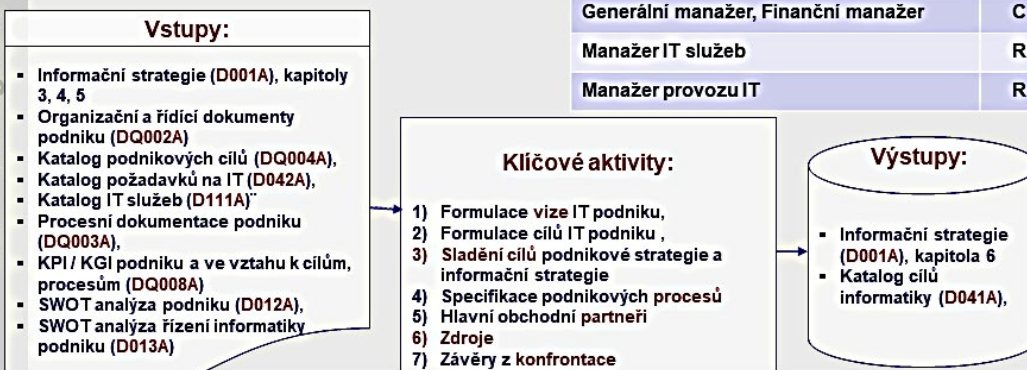 Generální manažer, Finanční manažer C
Manažer IT služeb R
Manažer provozu IT R
Vstupy:
▪ Informační strategie (D001A), kapitoly
3, 4, 5
▪ Organizační a řídící dokumenty
podniku (DQ002A)
▪ Katalog podnikových cílů (DQ004A),
▪ Katalog požadavků na IT (D042A),
▪ Katalog IT služeb (D111A)¨
▪ Procesní dokumentace podniku
(DQ003A),
▪ KPI / KGI podniku a ve vztahu k cílům,
procesům (DQ008A)
▪ SWOT analýza podniku (D012A),
▪ SWOT analýza řízení informatiky
podniku (D013A)
Klíčové aktivity:
1) Formulace vize IT podniku,
2) Formulace cílů IT podniku ,
3) Sladění cílů podnikové strategie a
informační strategie
4) Specifikace podnikových procesů
5) Hlavní obchodní partneři
6) Zdroje
7) Závěry z konfrontace
Výstupy:
▪ Informační strategie
(D001A), kapitola 6
▪ Katalog cílů
informatiky (D041A),